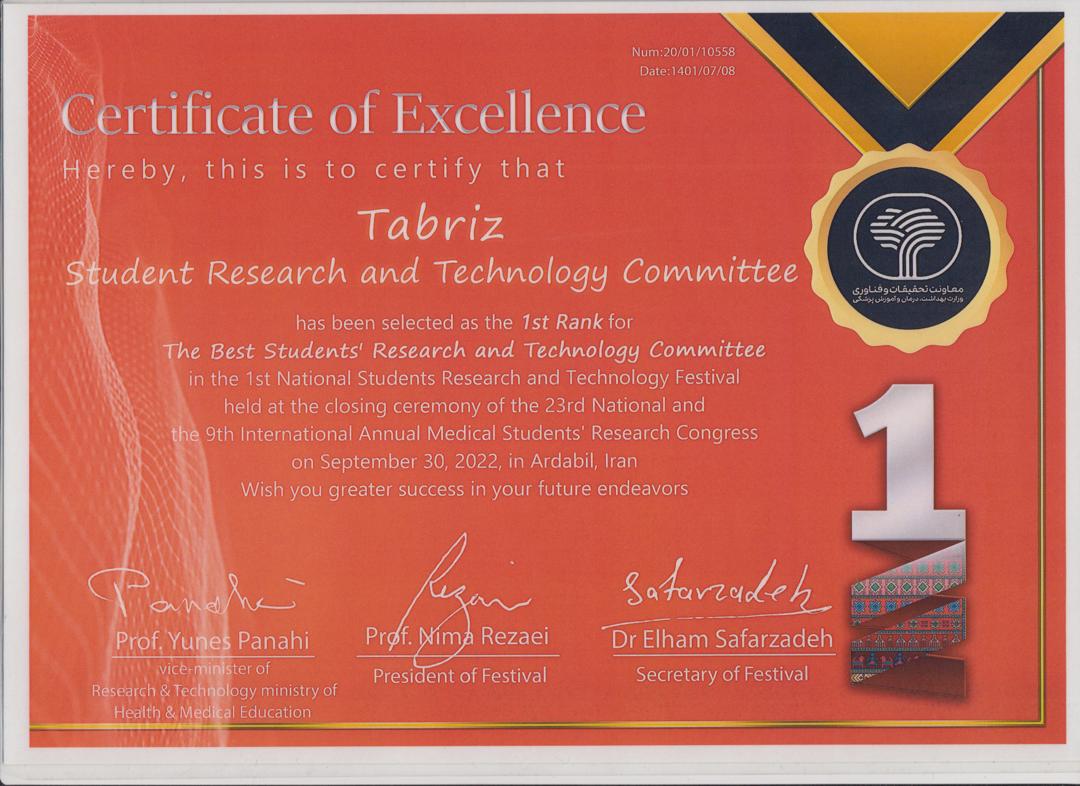 Num:20/01/10558
Date:1401/07/08
Certificate of Excellence
Hereby, this is to certify that
Tabriz
Student Research and Technology Committee
has been selected as the 1st Rank for
The Best Students' Research and Technology Committee
in the 1st National Students Research and Technology Festival
held at the closing ceremony of the 23rd National and
the 9th International Annual Medical Students' Research Congress
on September 30, 2022, in Ardabil, Iran
Wish you greater success in your future endeavors
معاونت تحقیقات و فناوری
وزارت بهداشت، درمان و آموزش پزشکی
1
Panahi
Prof. Yunes Panahi
vice-minister of
Research & Technology ministry of
Health & Medical Education
Rezaei
Prof. Nima Rezaei
President of Festival
Safarzadeh
Dr Elham Safarzadeh
Secretary of Festival